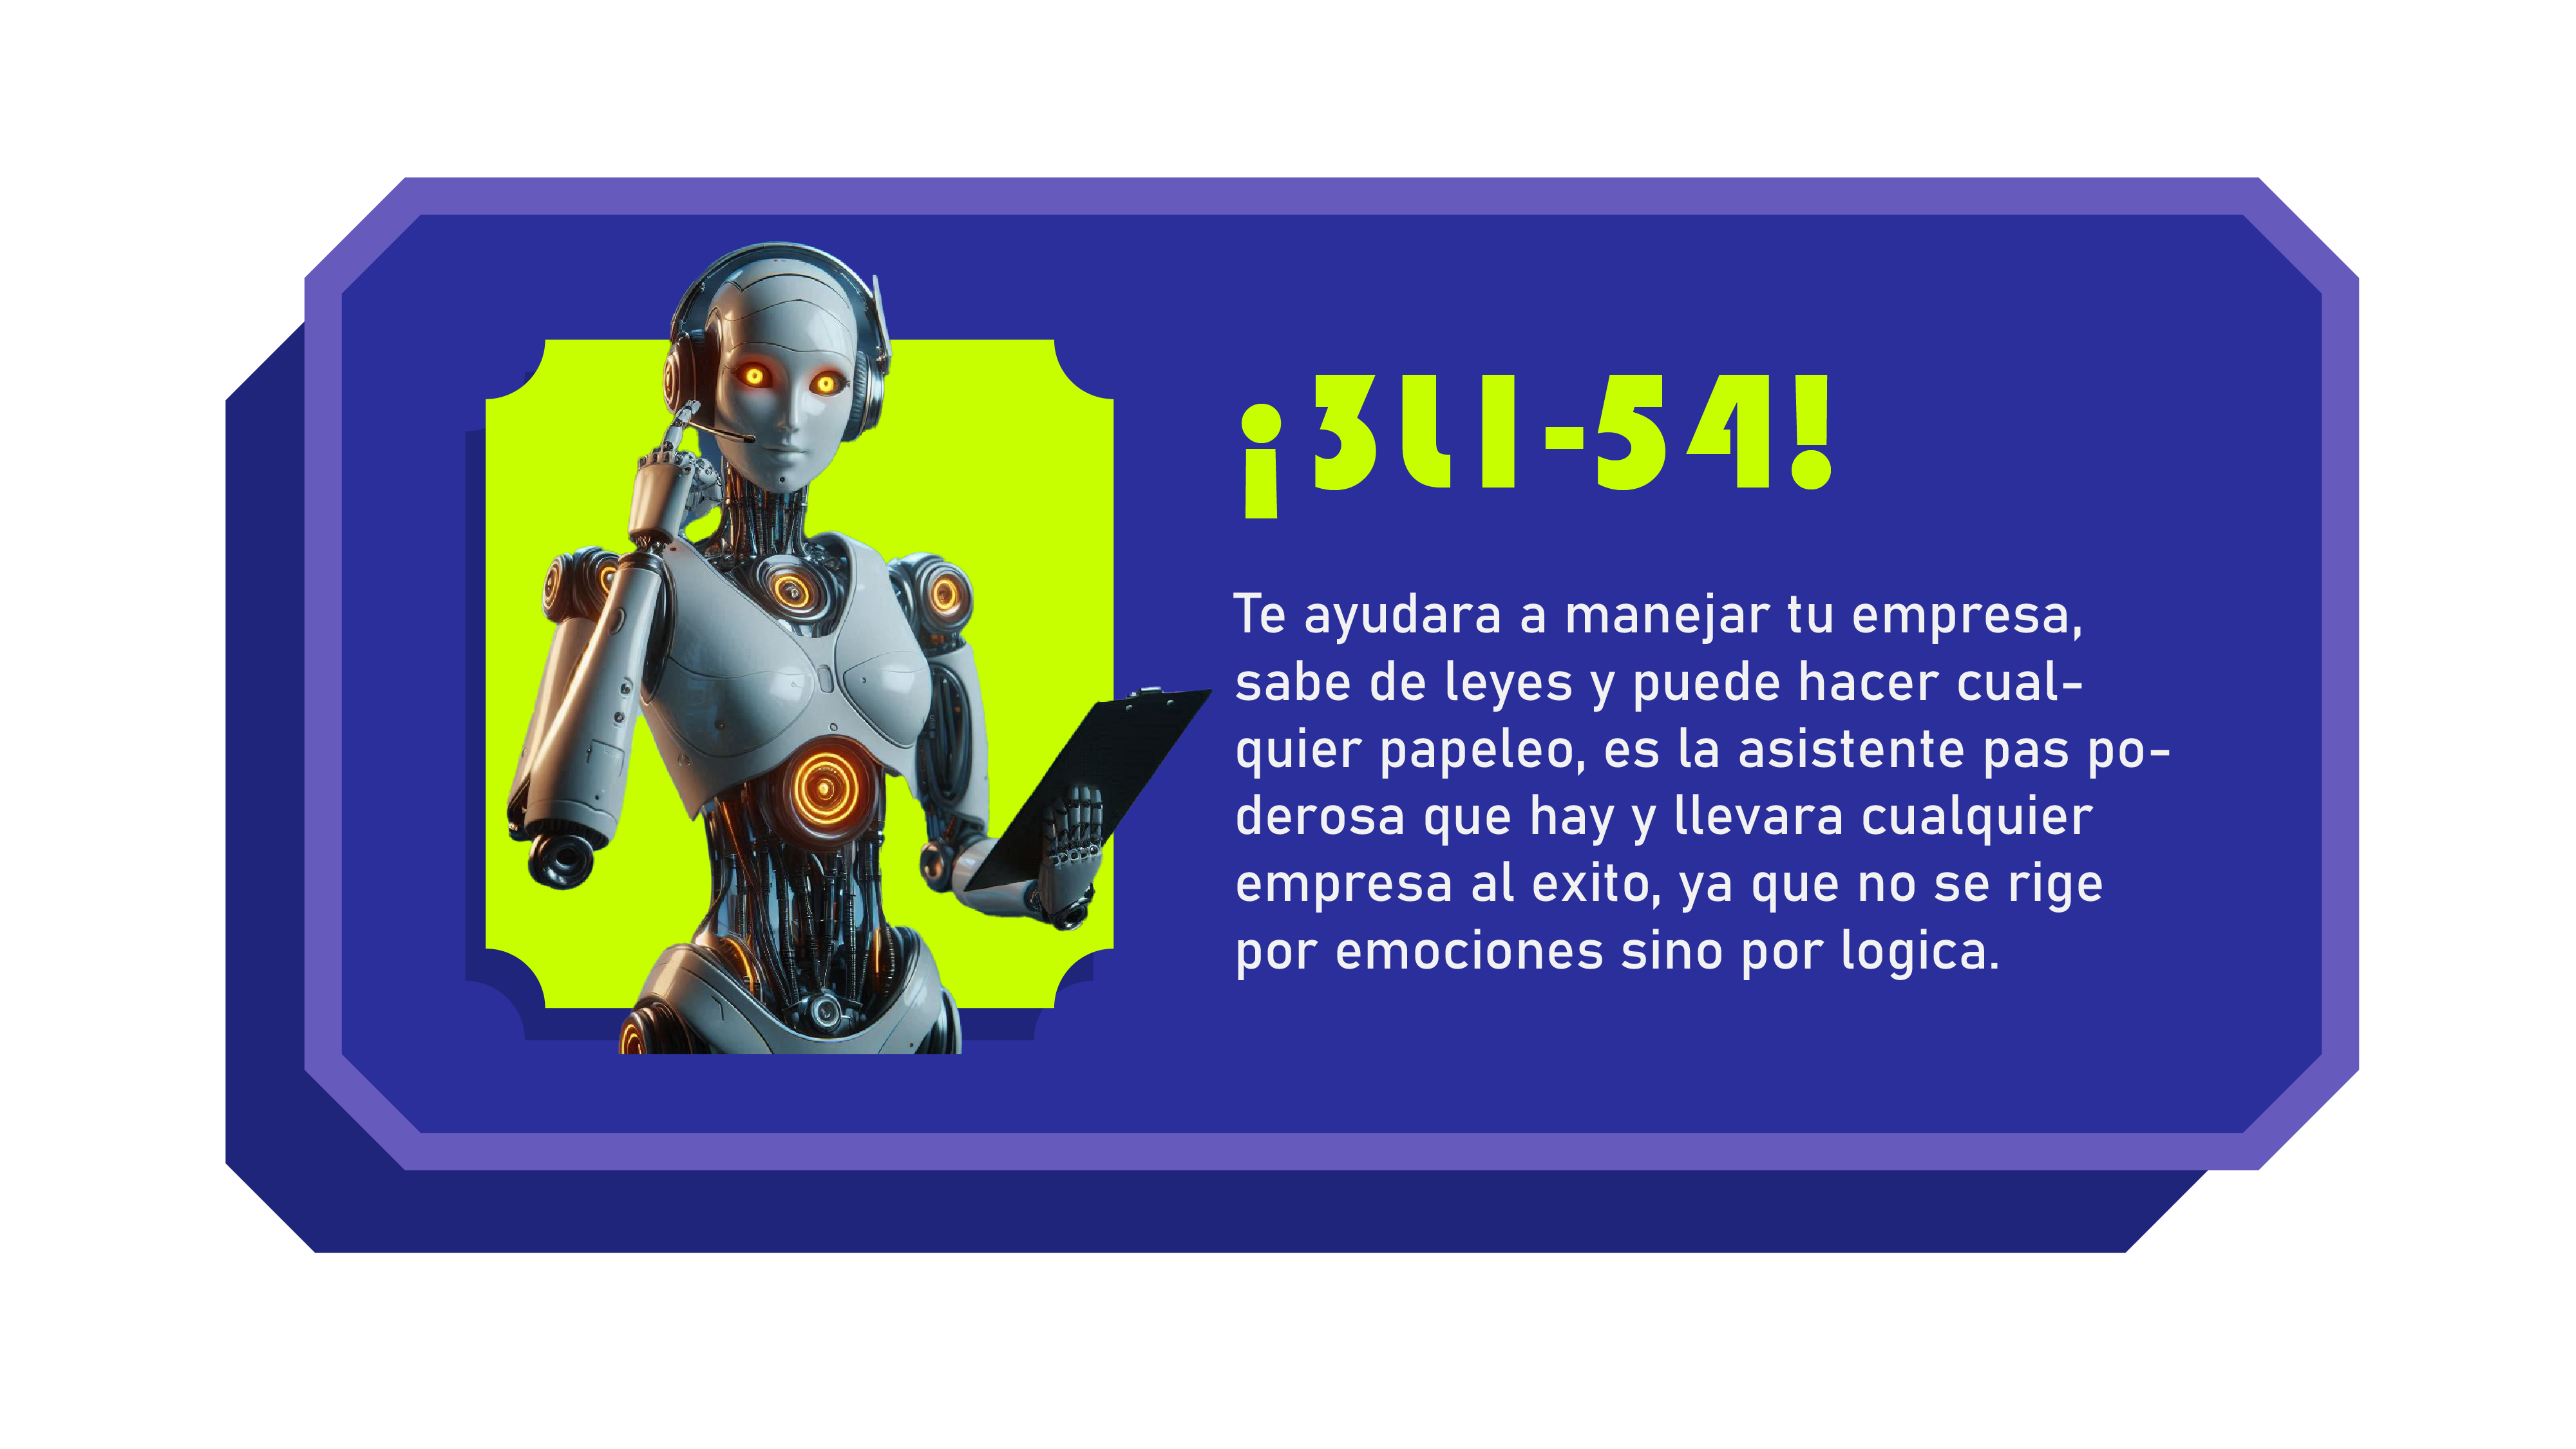 ¡3LI-54!
Te ayudara a manejar tu empresa,
sabe de leyes y puede hacer cual-
quier papeleo, es la asistente pas po-
derosa que hay y llevara cualquier
empresa al exito, ya que no se rige
por emociones sino por logica.